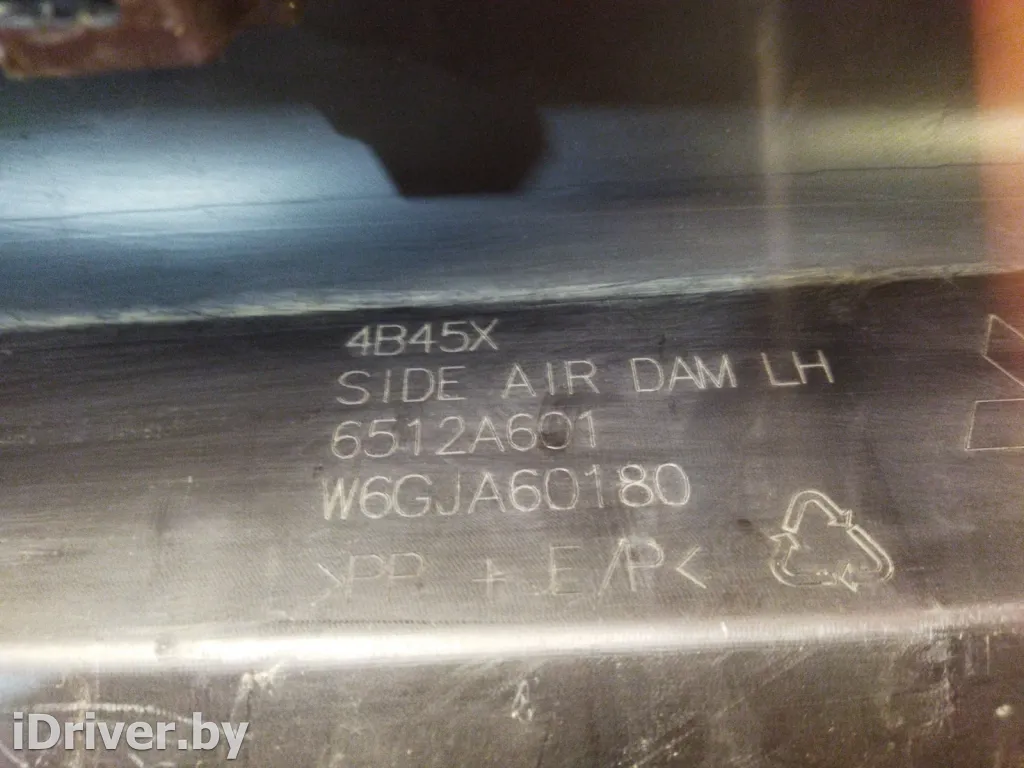 4B45X
SIDE AIR DAM LH
6512A601
W6GJA60180
>PP + E/P<
iDriver.by